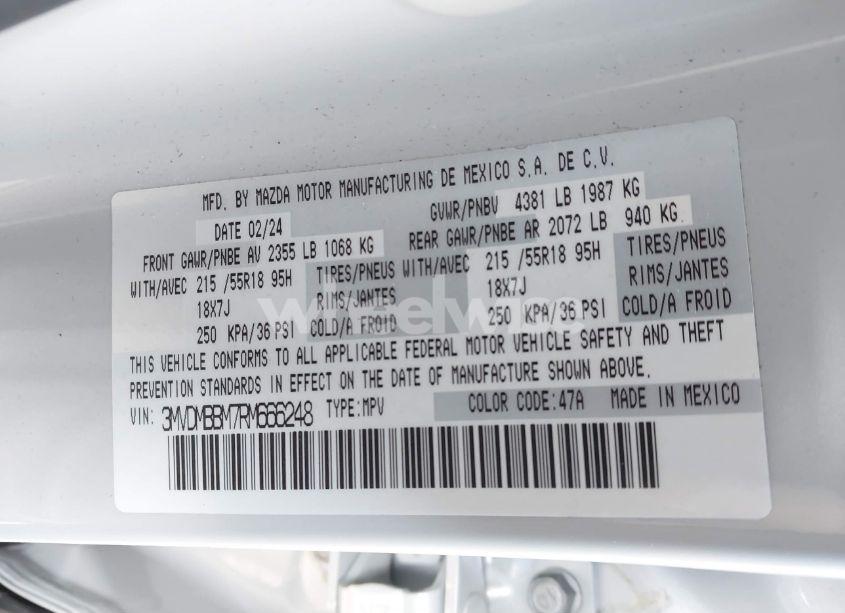 MFD. BY MAZDA MOTOR MANUFACTURING DE MEXICO S.A. DE C.V.
DATE 02/24 GVWR/PNBV 4381 LB 1987 KG
FRONT GAWR/PNBE AV 2355 LB 1068 KG REAR GAWR/PNBE AR 2072 LB 940 KG
WITH/AVEC 215 /55R18 95H TIRES/PNEUS WITH/AVEC 215 /55R18 95H TIRES/PNEUS
18X7J RIMS/JANTES 18X7J RIMS/JANTES
250 KPA/36 PSI COLD/A FROID 250 KPA/36 PSI COLD/A FROID
THIS VEHICLE CONFORMS TO ALL APPLICABLE FEDERAL MOTOR VEHICLE SAFETY AND THEFT
PREVENTION STANDARDS IN EFFECT ON THE DATE OF MANUFACTURE SHOWN ABOVE.
VIN: 3MVDMBBM7RM666248 TYPE:MPV COLOR CODE:47A MADE IN MEXICO